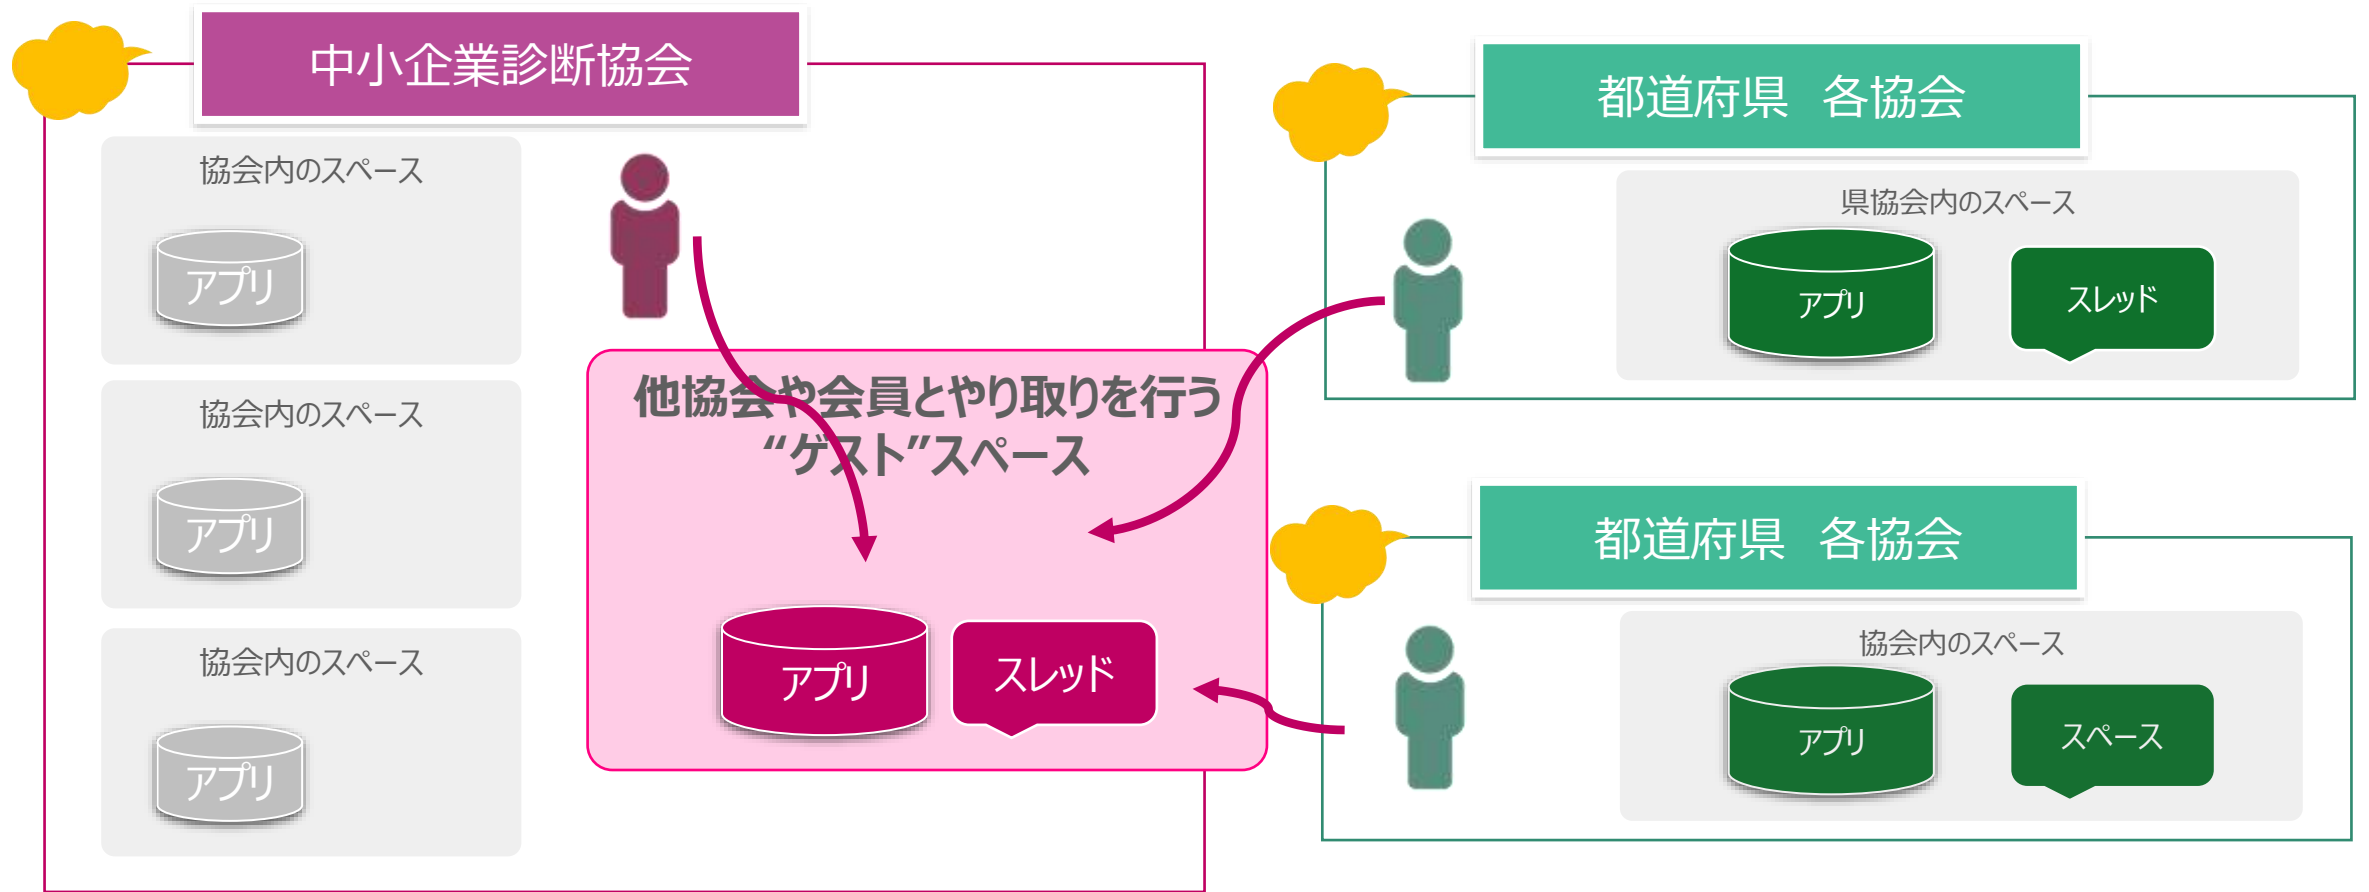 中小企業診断協会
協会内のスペース
アプリ
協会内のスペース
アプリ
協会内のスペース
アプリ
他協会や会員とやり取りを行う
“ゲスト”スペース
アプリ
スレッド
都道府県　各協会
県協会内のスペース
アプリ
スレッド
都道府県　各協会
協会内のスペース
アプリ
スペース